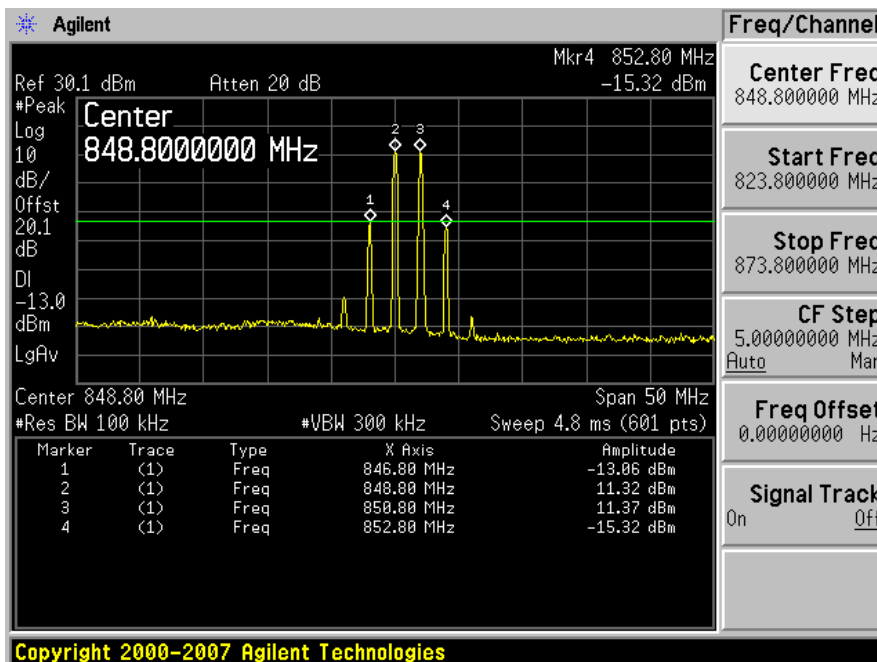 Agilent
Freq/Channel
Mkr4 852.80 MHz
Ref 30.1 dBm Atten 20 dB -15.32 dBm
#Peak
Log
10
dB/
Offst
20.1
dB
DI
-13.0
dBm
LgAv
Center
848.8000000 MHz
1
2
3
4
Center 848.80 MHz Span 50 MHz
#Res BW 100 kHz #VBW 300 kHz Sweep 4.8 ms (601 pts)
Marker Trace Type X Axis Amplitude
1 (1) Freq 846.80 MHz -13.06 dBm
2 (1) Freq 848.80 MHz 11.32 dBm
3 (1) Freq 850.80 MHz 11.37 dBm
4 (1) Freq 852.80 MHz -15.32 dBm
Center Freq
848.800000 MHz
Start Freq
823.800000 MHz
Stop Freq
873.800000 MHz
CF Step
5.00000000 MHz
Auto Man
Freq Offset
0.00000000 Hz
Signal Track
On Off
Copyright 2000-2007 Agilent Technologies